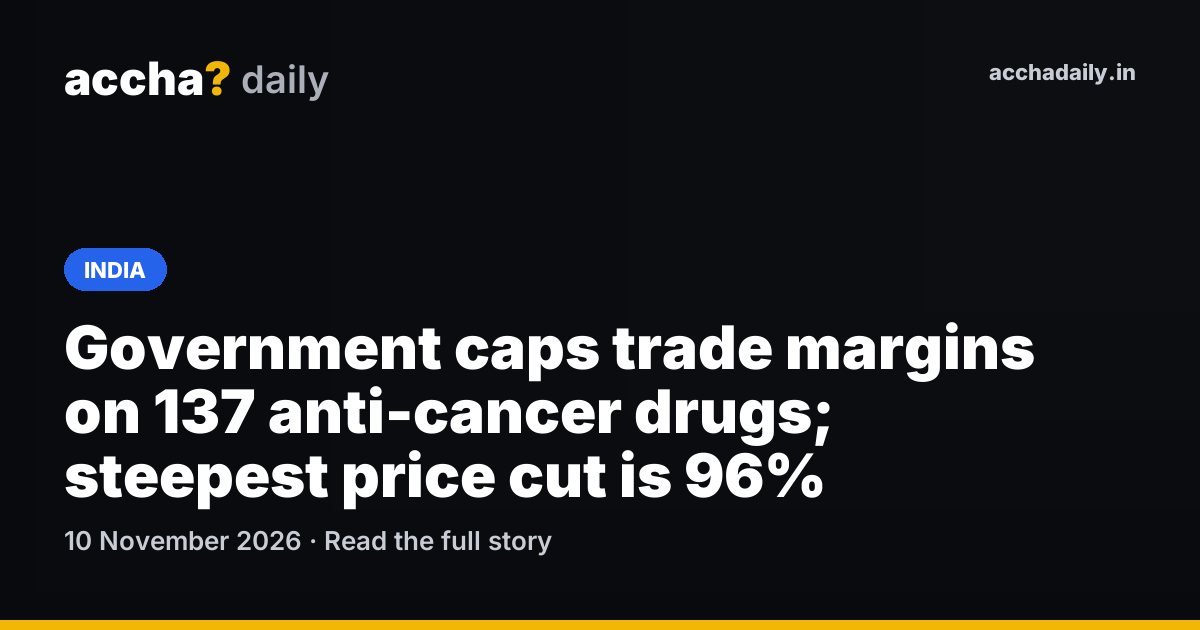 accha? daily
acchadaily.in
INDIA
Government caps trade margins
on 137 anti-cancer drugs;
steepest price cut is 96%
10 November 2026 · Read the full story